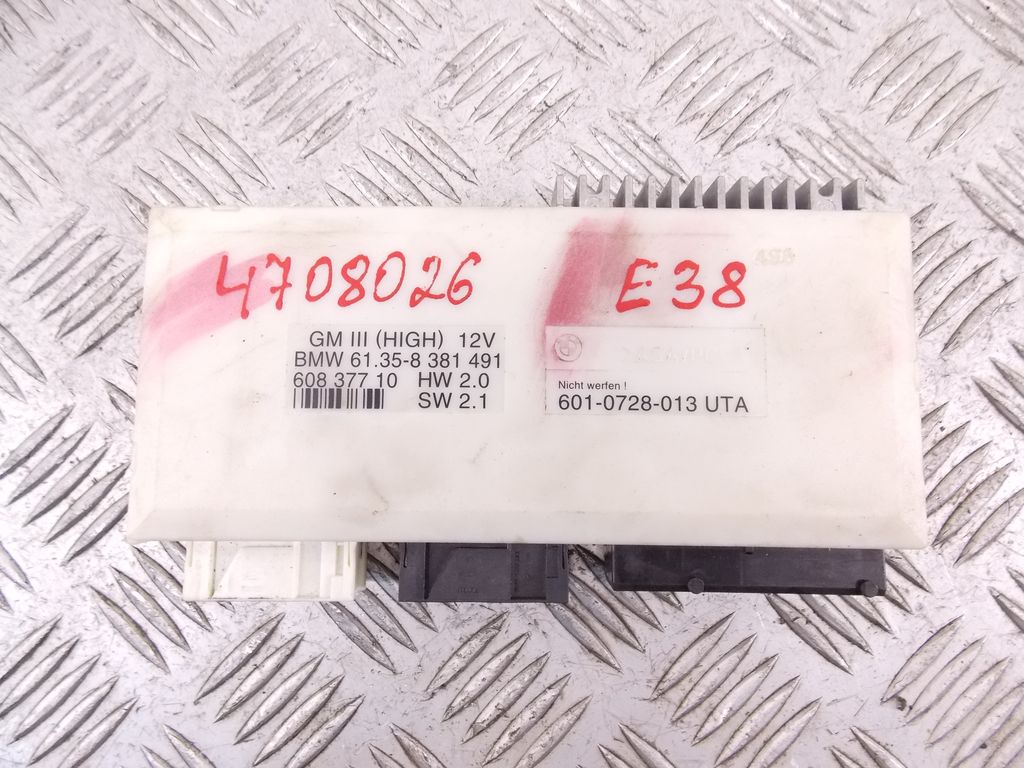 4708026
E38
GM III (HIGH) 12V
BMW 61.35-8 381 491
608 377 10 HW 2.0
SW 2.1
Nicht werfen !
601-0728-013 UTA